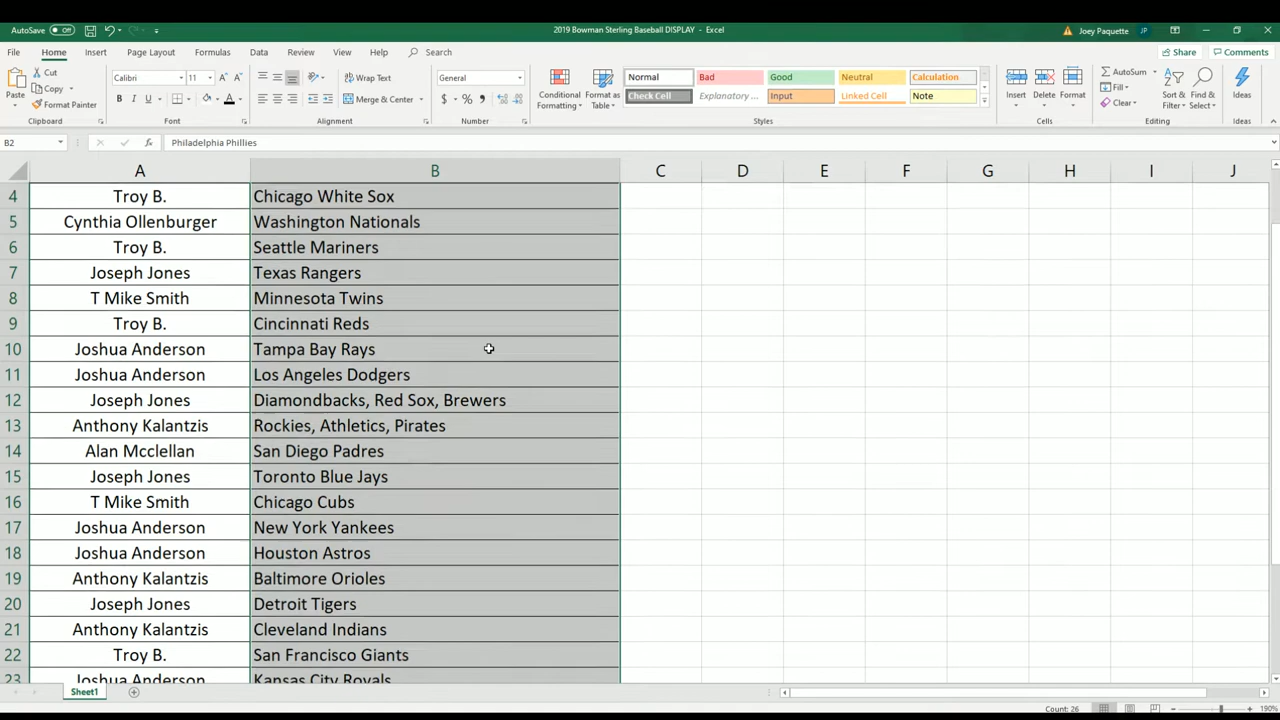 AutoSave Off 2019 Bowman Sterling Baseball DISPLAY - Excel Joey Paquette JP
File Home Insert Page Layout Formulas Data Review View Help Search Share Comments
Paste Cut Copy Format Painter Clipboard
Calibri 11 B I U Font
Wrap Text Merge & Center Alignment
General $ % Number
Conditional Formatting Format as Table Normal Bad Good Neutral Calculation
Check Cell Explanatory ... Input Linked Cell Note Styles
Insert Delete Format Cells
AutoSum Fill Clear Sort & Filter Find & Select Editing
Ideas Ideas
B2 fx Philadelphia Phillies
A B C D E F G H I J
4 Troy B. Chicago White Sox
5 Cynthia Ollenburger Washington Nationals
6 Troy B. Seattle Mariners
7 Joseph Jones Texas Rangers
8 T Mike Smith Minnesota Twins
9 Troy B. Cincinnati Reds
10 Joshua Anderson Tampa Bay Rays
11 Joshua Anderson Los Angeles Dodgers
12 Joseph Jones Diamondbacks, Red Sox, Brewers
13 Anthony Kalantzis Rockies, Athletics, Pirates
14 Alan Mcclellan San Diego Padres
15 Joseph Jones Toronto Blue Jays
16 T Mike Smith Chicago Cubs
17 Joshua Anderson New York Yankees
18 Joshua Anderson Houston Astros
19 Anthony Kalantzis Baltimore Orioles
20 Joseph Jones Detroit Tigers
21 Anthony Kalantzis Cleveland Indians
22 Troy B. San Francisco Giants
23 Joshua Anderson Kansas City Royals
Sheet1
Count: 26 190%